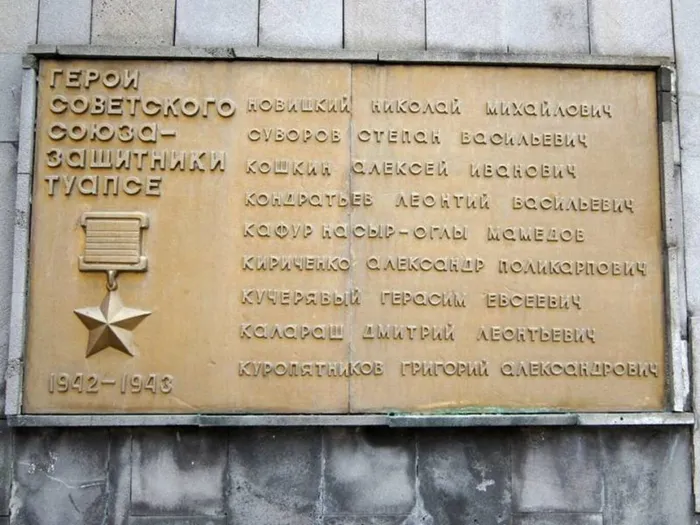 ГЕРОИ
СОВЕТСКОГО
СОЮЗА-
ЗАЩИТНИКИ
ТУАПСЕ
1942-1943
НОВИЦКИЙ НИКОЛАЙ МИХАЙЛОВИЧ
СУВОРОВ СТЕПАН ВАСИЛЬЕВИЧ
КОШКИН АЛЕКСЕЙ ИВАНОВИЧ
КОНДРАТЬЕВ ЛЕОНТИЙ ВАСИЛЬЕВИЧ
КАФУР НАСЫР-ОГЛЫ МАМЕДОВ
КИРИЧЕНКО АЛЕКСАНДР ПОЛИКАРПОВИЧ
КУЧЕРЯВЫЙ ГЕРАСИМ ЕВСЕЕВИЧ
КАЛАРАШ ДМИТРИЙ ЛЕОНТЬЕВИЧ
КУРОПЯТНИКОВ ГРИГОРИЙ АЛЕКСАНДРОВИЧ